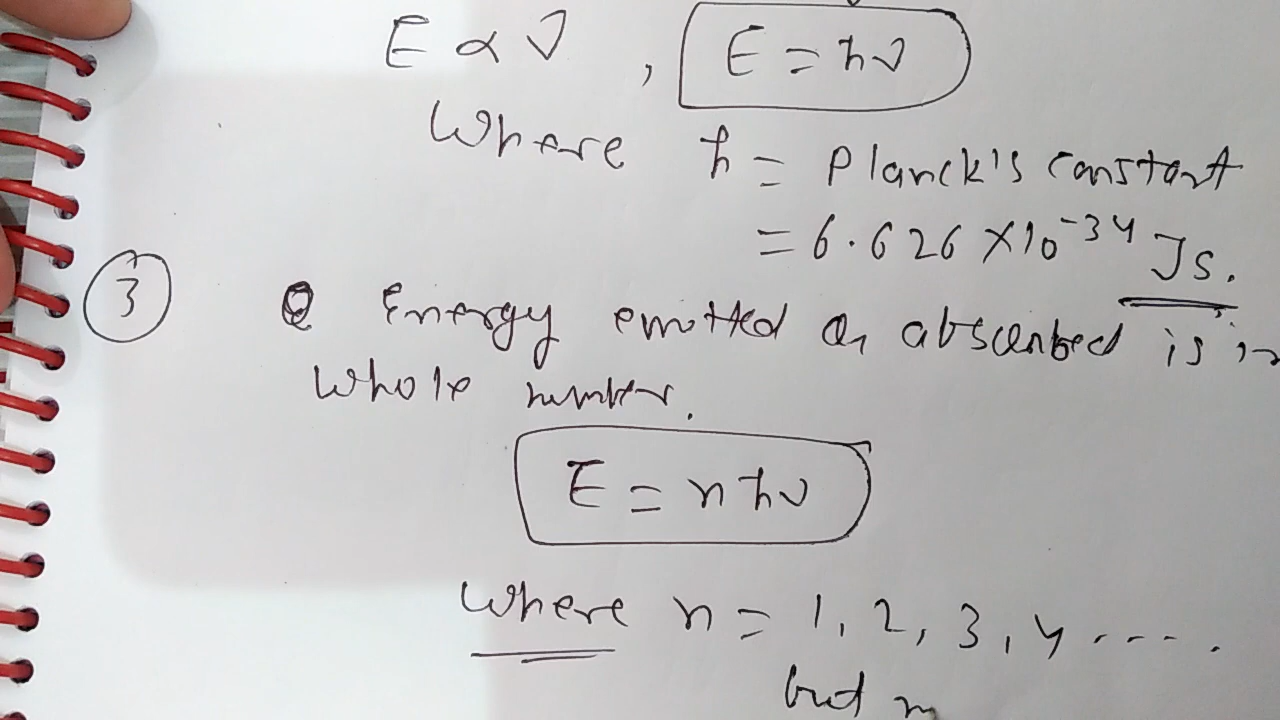 E ∝ ν , E = hν
Where h = Planck's constant
= 6.626 × 10⁻³⁴ Js.
③ Energy emitted or absorbed is in
whole number.
E = nhν
where n = 1, 2, 3, 4 .... .
but n